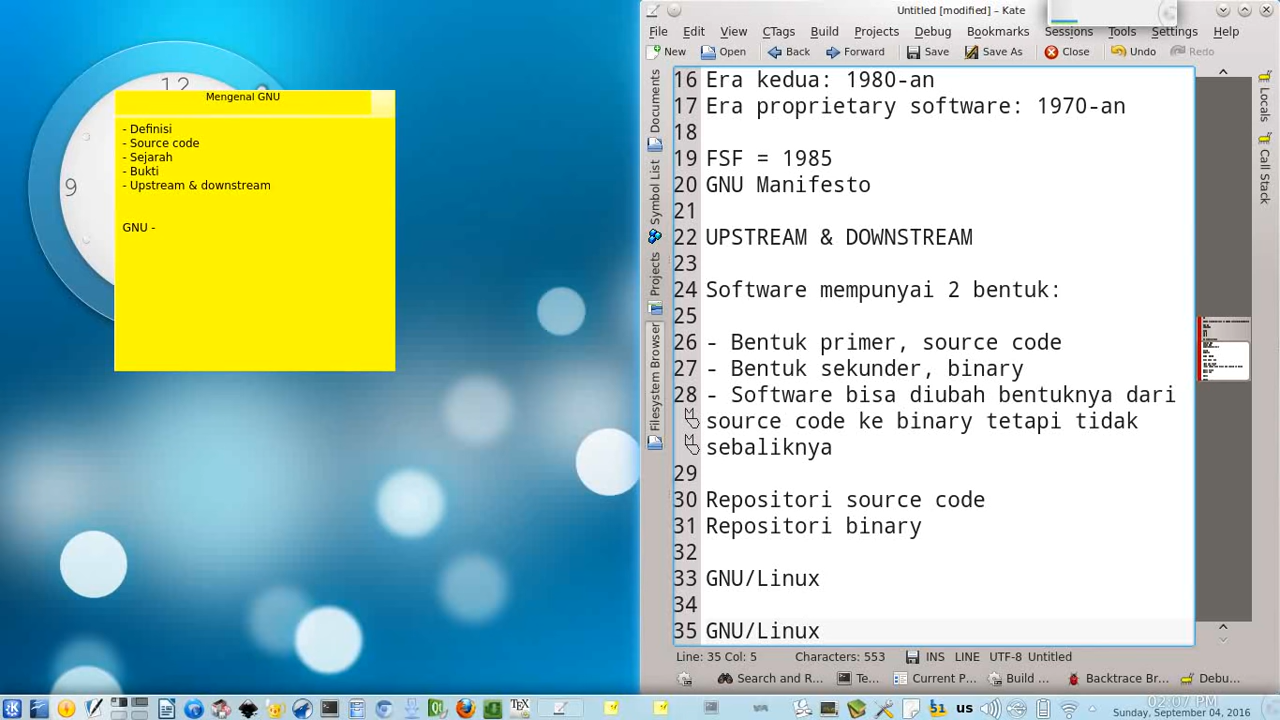 12
9
Mengenal GNU
- Definisi
- Source code
- Sejarah
- Bukti
- Upstream & downstream
GNU -
Untitled [modified] – Kate
File Edit View CTags Build Projects Debug Bookmarks Sessions Tools Settings Help
New Open Back Forward Save Save As Close Undo Redo
Documents
Symbol List
Projects
Filesystem Browser
16 Era kedua: 1980-an
17 Era proprietary software: 1970-an
18
19 FSF = 1985
20 GNU Manifesto
21
22 UPSTREAM & DOWNSTREAM
23
24 Software mempunyai 2 bentuk:
25
26 - Bentuk primer, source code
27 - Bentuk sekunder, binary
28 - Software bisa diubah bentuknya dari
source code ke binary tetapi tidak
sebaliknya
29
30 Repositori source code
31 Repositori binary
32
33 GNU/Linux
34
35 GNU/Linux
Locals
Call Stack
Line: 35 Col: 5 Characters: 553 INS LINE UTF-8 Untitled
Search and R... Te... Current P... Build ... Backtrace Br... Debu...
us
02:07 PM
Sunday, September 04, 2016